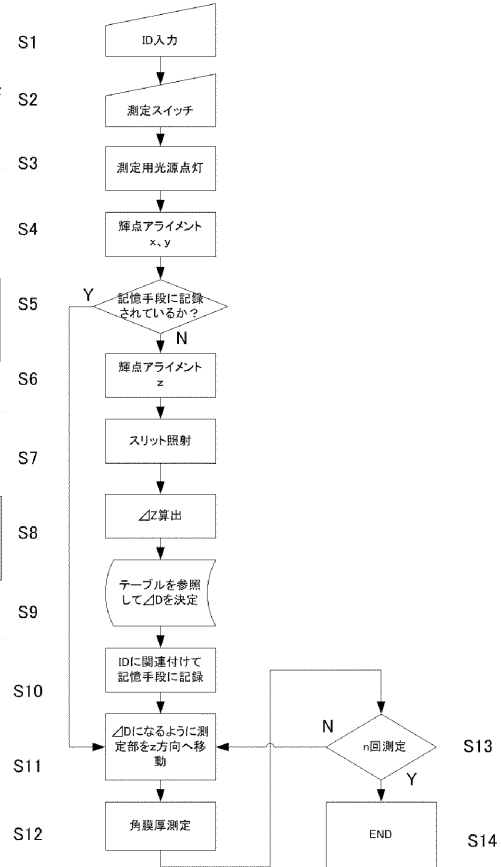 S1
ID入力
S2
測定スイッチ
S3
測定用光源点灯
S4
輝点アライメント
x、y
Y
S5
記憶手段に記録
されているか？
N
S6
輝点アライメント
z
S7
スリット照射
S8
⊿Z算出
S9
テーブルを参照
して⊿Dを決定
S10
IDに関連付けて
記憶手段に記録
S11
⊿Dになるように測
定部をz方向へ移
動
N
n回測定
S13
Y
S12
角膜厚測定
END
S14